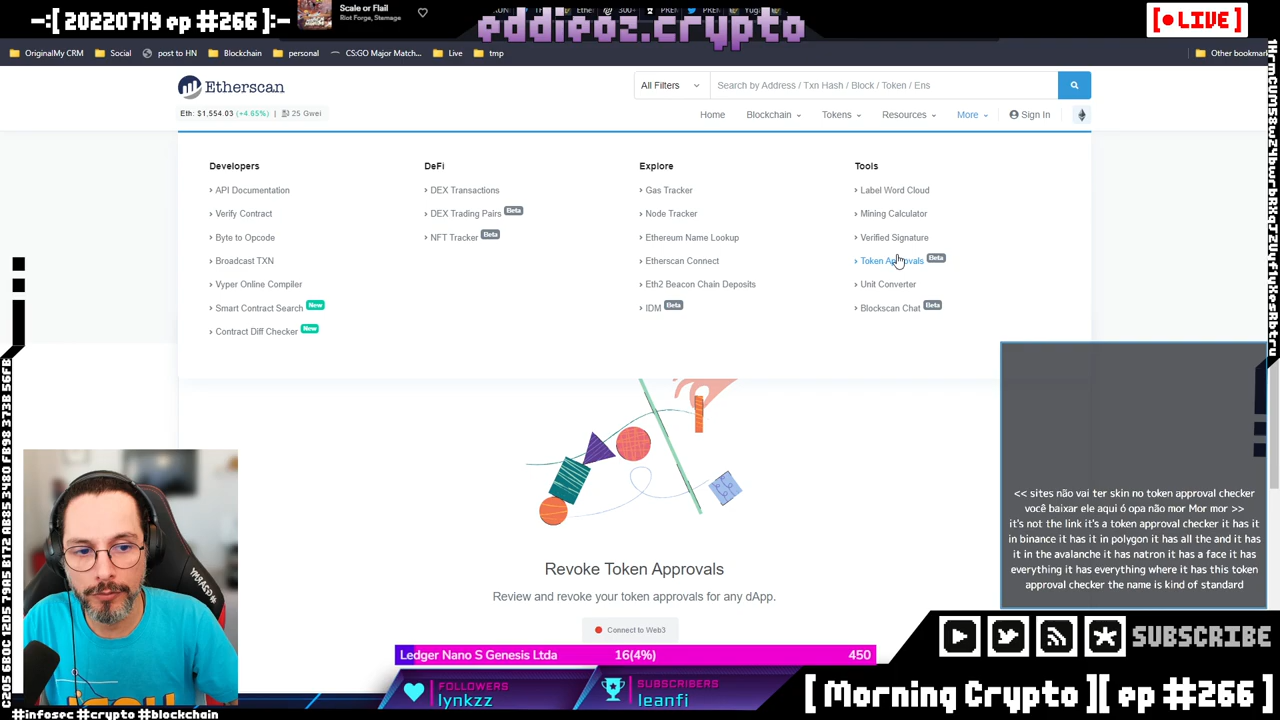 -:[ 20220719 ep #266 ]:-
Scale or Flail
Riot Forge, Stemage
eddieoz.crypto
[ ● LIVE ]
OriginalMy CRM
Social
post to HN
Blockchain
personal
CS:GO Major Match...
Live
tmp
Other bookmar
Etherscan
All Filters
Search by Address / Txn Hash / Block / Token / Ens
Eth: $1,554.03 (+4.65%) | 25 Gwei
Home
Blockchain
Tokens
Resources
More
Sign In
Developers
API Documentation
Verify Contract
Byte to Opcode
Broadcast TXN
Vyper Online Compiler
Smart Contract Search New
Contract Diff Checker New
DeFi
DEX Transactions
DEX Trading Pairs Beta
NFT Tracker Beta
Explore
Gas Tracker
Node Tracker
Ethereum Name Lookup
Etherscan Connect
Eth2 Beacon Chain Deposits
IDM Beta
Tools
Label Word Cloud
Mining Calculator
Verified Signature
Token Approvals Beta
Unit Converter
Blockscan Chat Beta
Revoke Token Approvals
Review and revoke your token approvals for any dApp.
Connect to Web3
<< sites não vai ter skin no token approval checker
você baixar ele aqui ó opa não mor Mor mor >>
it's not the link it's a token approval checker it has it
in binance it has it in polygon it has all the and it has
it in the avalanche it has natron it has a face it has
everything it has everything where it has this token
approval checker the name is kind of standard
Ledger Nano S Genesis Ltda 16(4%) 450
FOLLOWERS
lynkzz
SUBSCRIBERS
leanfi
SUBSCRIBE
[ Morning Crypto ][ ep #266 ]
#infosec #crypto #blockchain